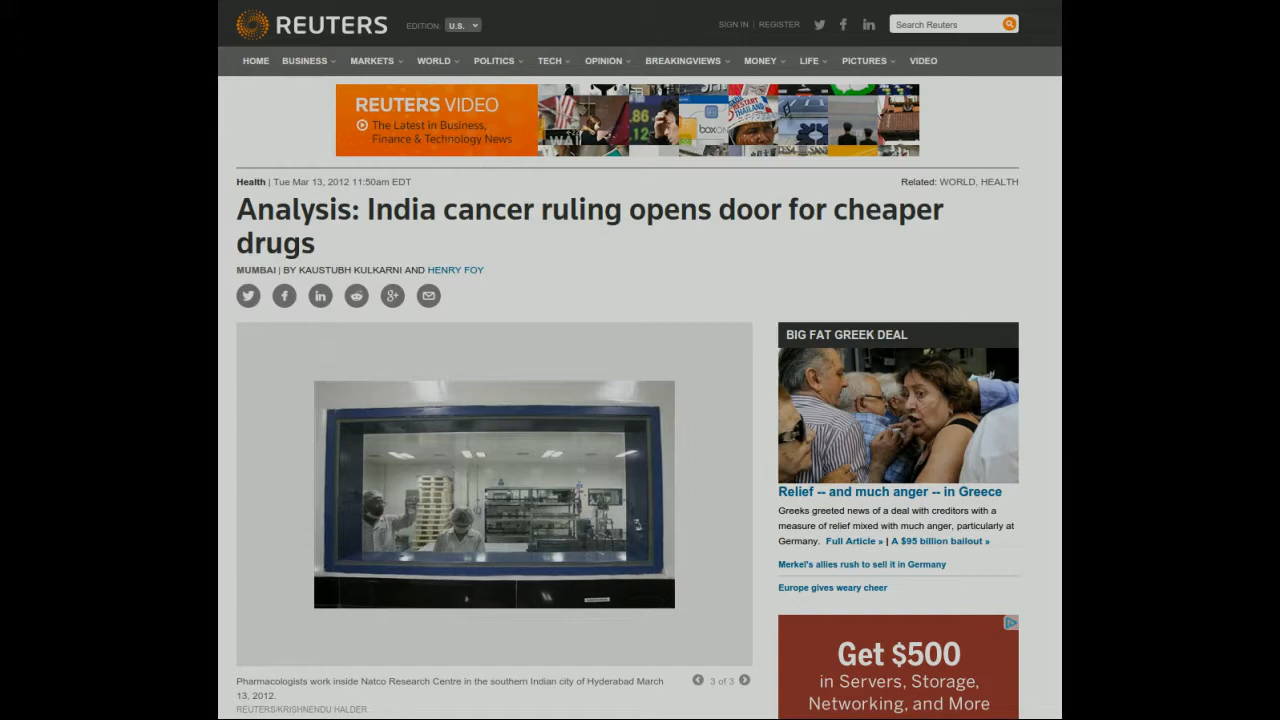 REUTERS
EDITION: U.S.
SIGN IN | REGISTER
Search Reuters
HOME BUSINESS MARKETS WORLD POLITICS TECH OPINION BREAKINGVIEWS MONEY LIFE PICTURES VIDEO
REUTERS VIDEO
The Latest in Business,
Finance & Technology News
Health | Tue Mar 13, 2012 11:50am EDT
Related: WORLD, HEALTH
Analysis: India cancer ruling opens door for cheaper
drugs
MUMBAI | BY KAUSTUBH KULKARNI AND HENRY FOY
Pharmacologists work inside Natco Research Centre in the southern Indian city of Hyderabad March
13, 2012.
REUTERS/KRISHNENDU HALDER
3 of 3
BIG FAT GREEK DEAL
Relief -- and much anger -- in Greece
Greeks greeted news of a deal with creditors with a
measure of relief mixed with much anger, particularly at
Germany. Full Article » | A $95 billion bailout »
Merkel's allies rush to sell it in Germany
Europe gives weary cheer
Get $500
in Servers, Storage,
Networking, and More